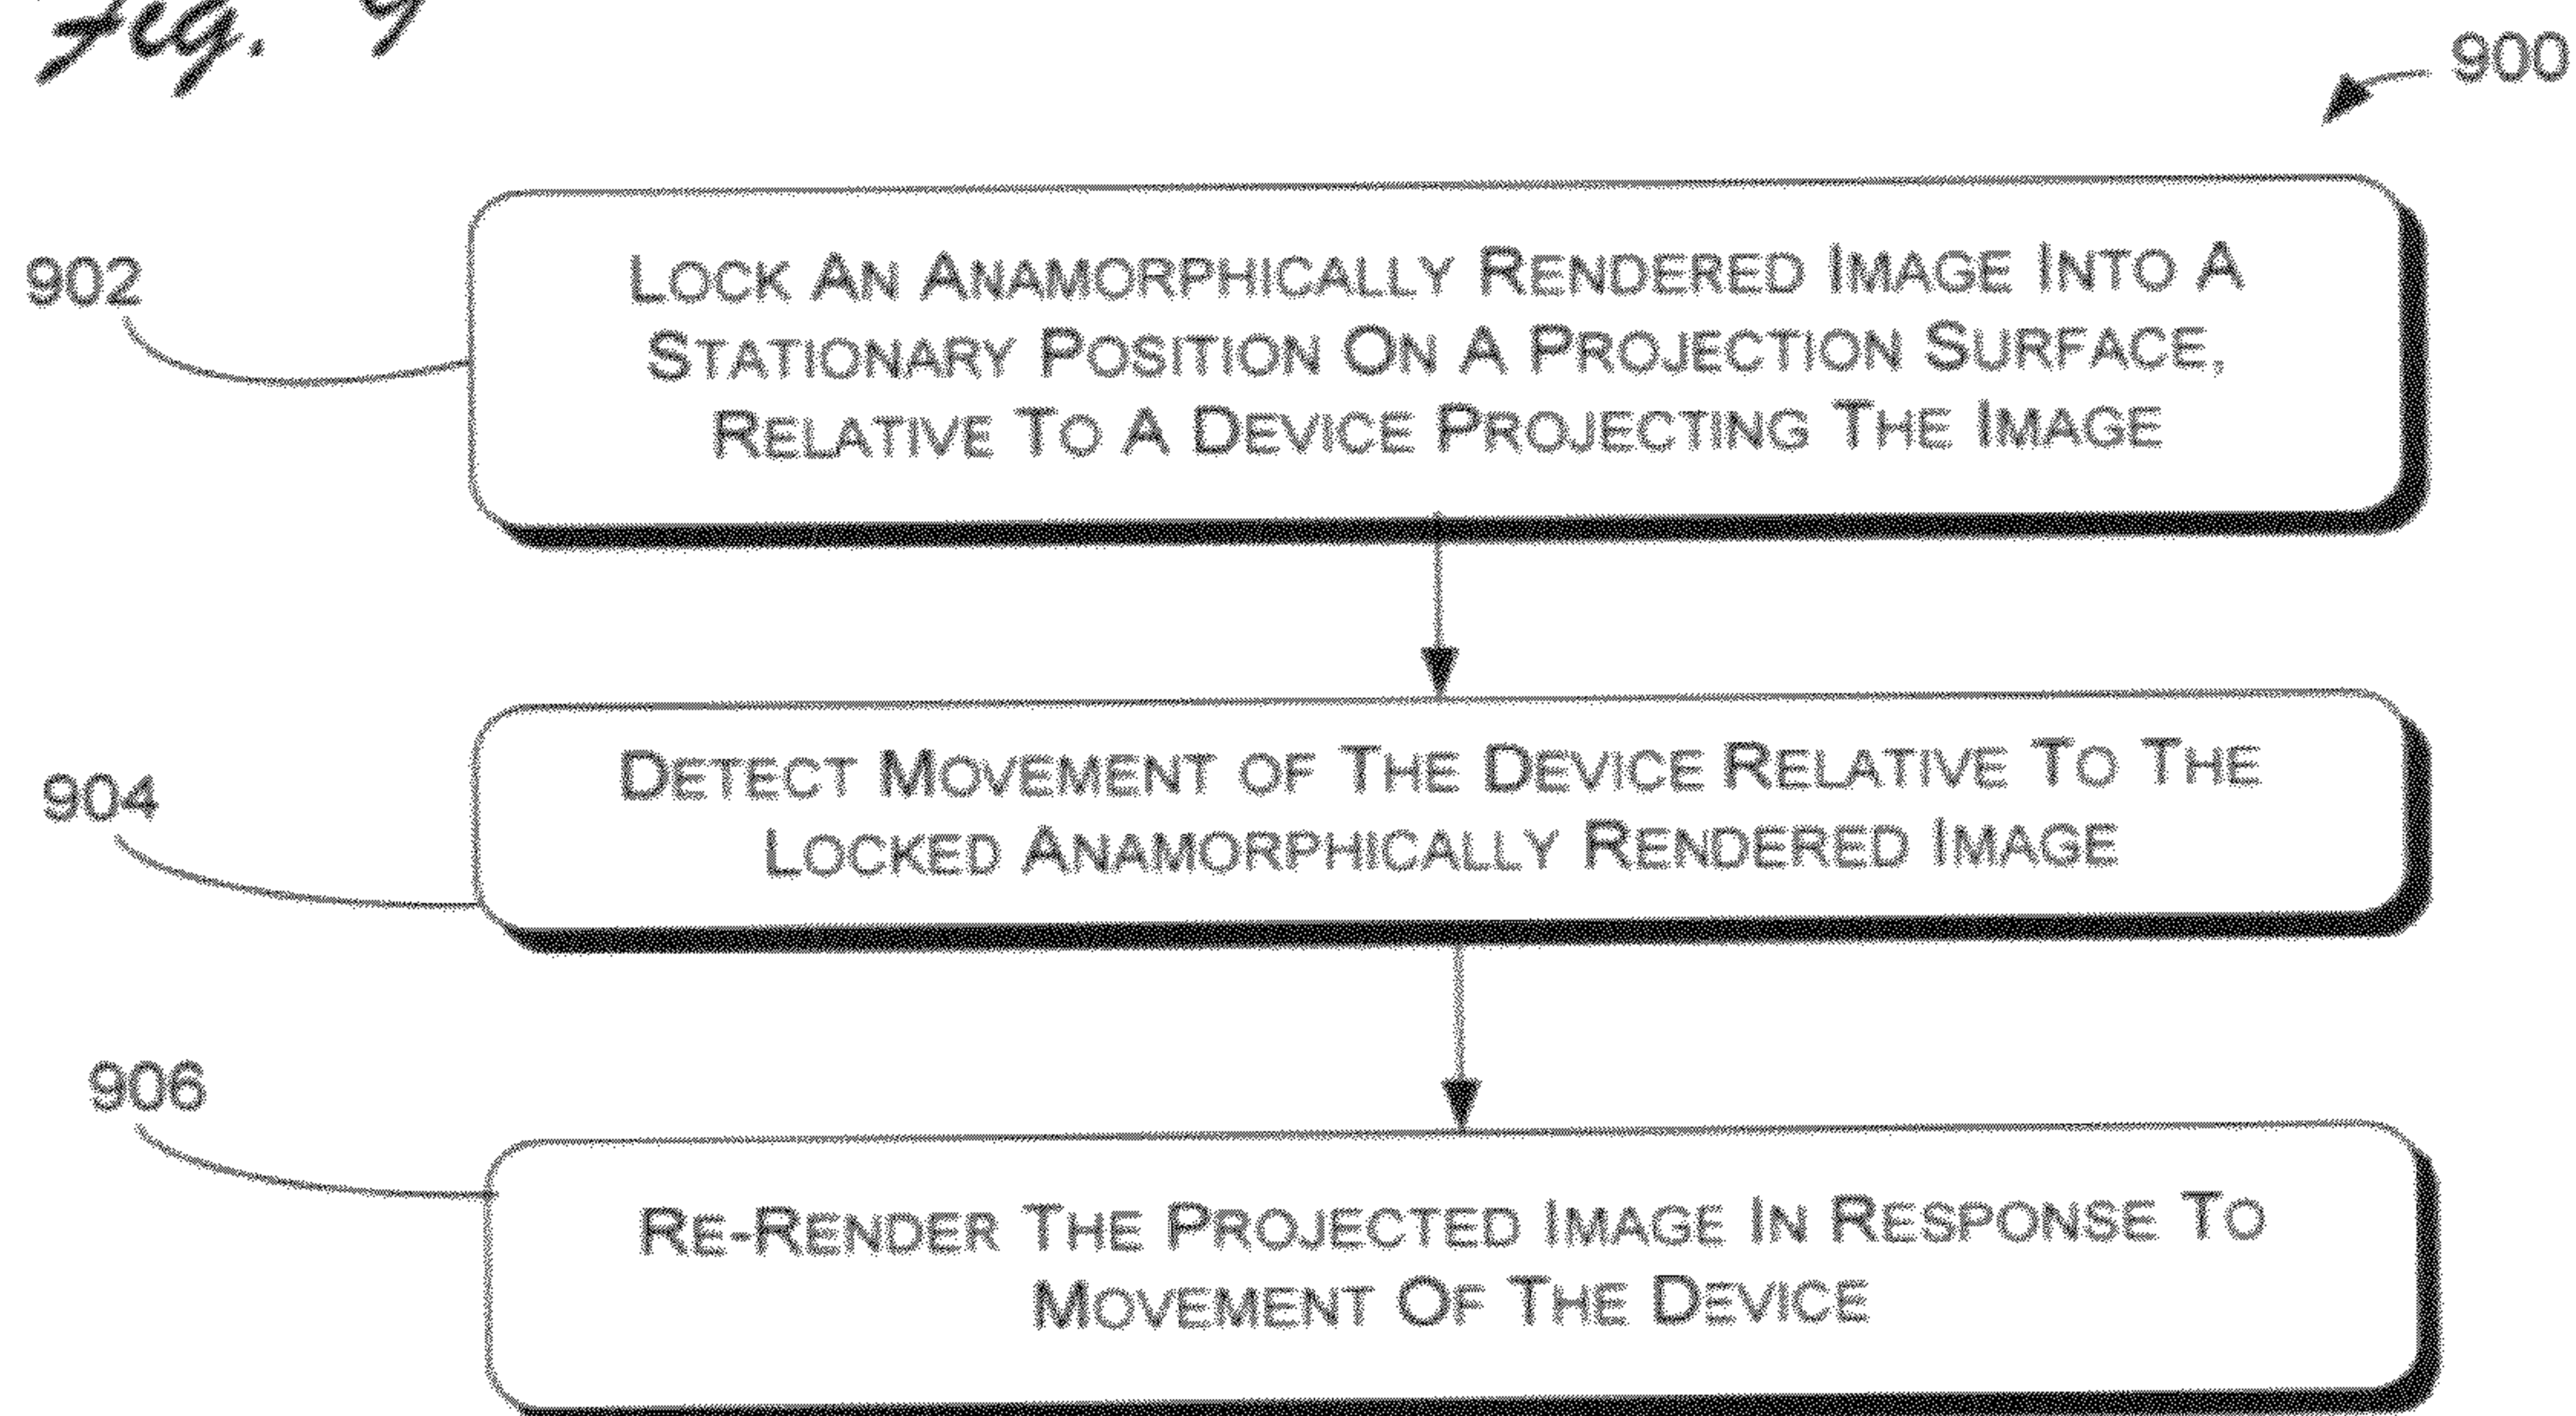 Fig. 9
900
902
LOCK AN ANAMORPHICALLY RENDERED IMAGE INTO A
STATIONARY POSITION ON A PROJECTION SURFACE,
RELATIVE TO A DEVICE PROJECTING THE IMAGE
904
DETECT MOVEMENT OF THE DEVICE RELATIVE TO THE
LOCKED ANAMORPHICALLY RENDERED IMAGE
906
RE-RENDER THE PROJECTED IMAGE IN RESPONSE TO
MOVEMENT OF THE DEVICE